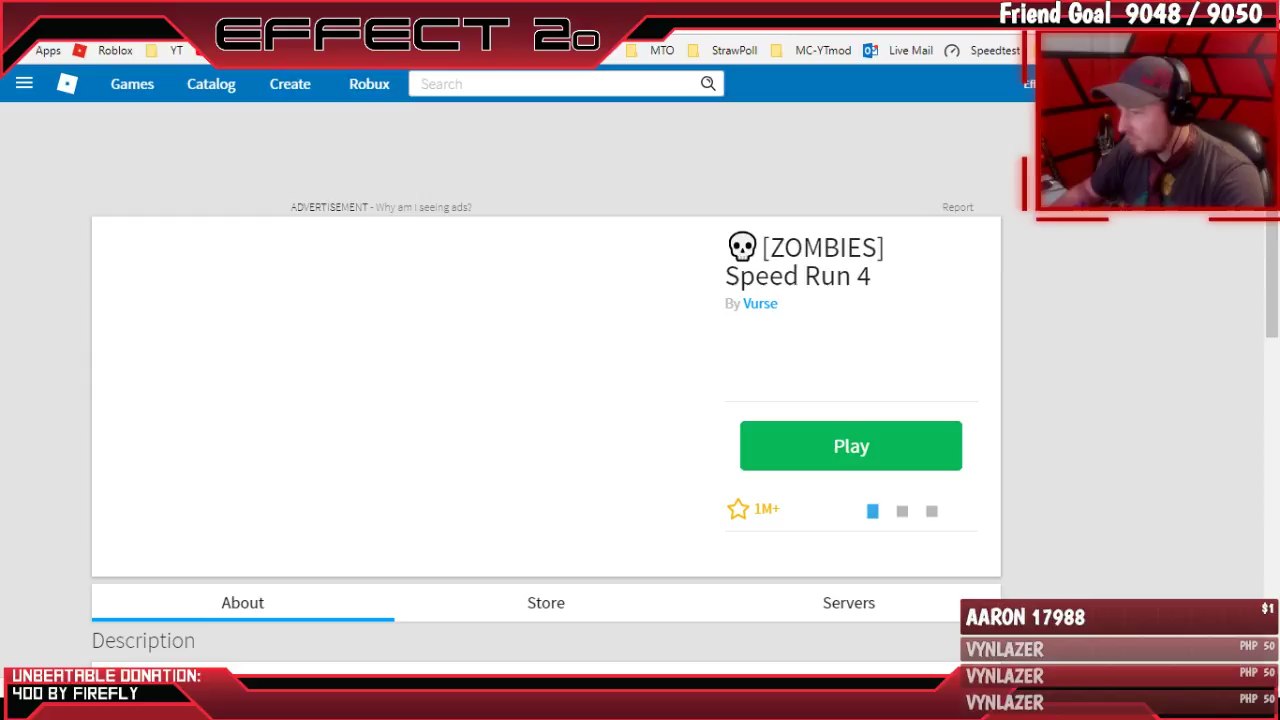 EFFECT 20
Friend Goal 9048 / 9050
Apps Roblox YT MTO StrawPoll MC-YTmod Live Mail Speedtest
Games Catalog Create Robux Search
ADVERTISEMENT - Why am I seeing ads? Report
[ZOMBIES]
Speed Run 4
By Vurse
Play
1M+
About Store Servers
Description
AARON 17988 $1
VYNLAZER PHP 50
VYNLAZER PHP 50
VYNLAZER PHP 50
UNBEATABLE DONATION:
400 BY FIREFLY